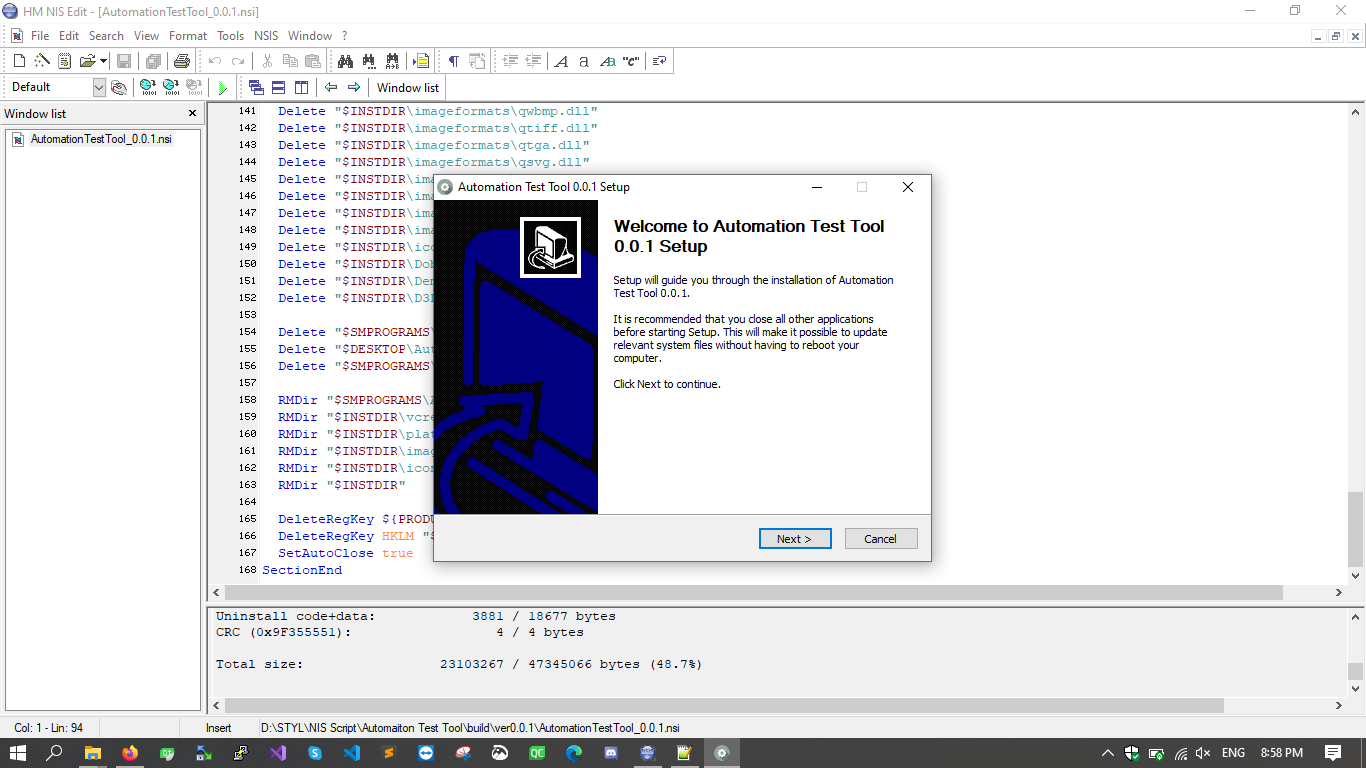 HM NIS Edit - [AutomationTestTool_0.0.1.nsi]
File Edit Search View Format Tools NSIS Window ?
Default
Window list
Window list
AutomationTestTool_0.0.1.nsi
141 Delete "$INSTDIR\imageformats\qwbmp.dll"
142 Delete "$INSTDIR\imageformats\qtiff.dll"
143 Delete "$INSTDIR\imageformats\qtga.dll"
144 Delete "$INSTDIR\imageformats\qsvg.dll"
145 Delete "$INSTDIR\ima
146 Delete "$INSTDIR\ima
147 Delete "$INSTDIR\ima
148 Delete "$INSTDIR\ima
149 Delete "$INSTDIR\ico
150 Delete "$INSTDIR\Dob
151 Delete "$INSTDIR\Den
152 Delete "$INSTDIR\D3D
153
154 Delete "$SMPROGRAMS\
155 Delete "$DESKTOP\Aut
156 Delete "$SMPROGRAMS\
157
158 RMDir "$SMPROGRAMS\A
159 RMDir "$INSTDIR\vcre
160 RMDir "$INSTDIR\plat
161 RMDir "$INSTDIR\imag
162 RMDir "$INSTDIR\icon
163 RMDir "$INSTDIR"
164
165 DeleteRegKey ${PRODU
166 DeleteRegKey HKLM "$
167 SetAutoClose true
168 SectionEnd
Automation Test Tool 0.0.1 Setup
Welcome to Automation Test Tool
0.0.1 Setup
Setup will guide you through the installation of Automation
Test Tool 0.0.1.
It is recommended that you close all other applications
before starting Setup. This will make it possible to update
relevant system files without having to reboot your
computer.
Click Next to continue.
Next >
Cancel
Uninstall code+data: 3881 / 18677 bytes
CRC (0x9F355551): 4 / 4 bytes
Total size: 23103267 / 47345066 bytes (48.7%)
Col: 1 - Lin: 94
Insert
D:\STYL\NIS Script\Automaiton Test Tool\build\ver0.0.1\AutomationTestTool_0.0.1.nsi
ENG
8:58 PM